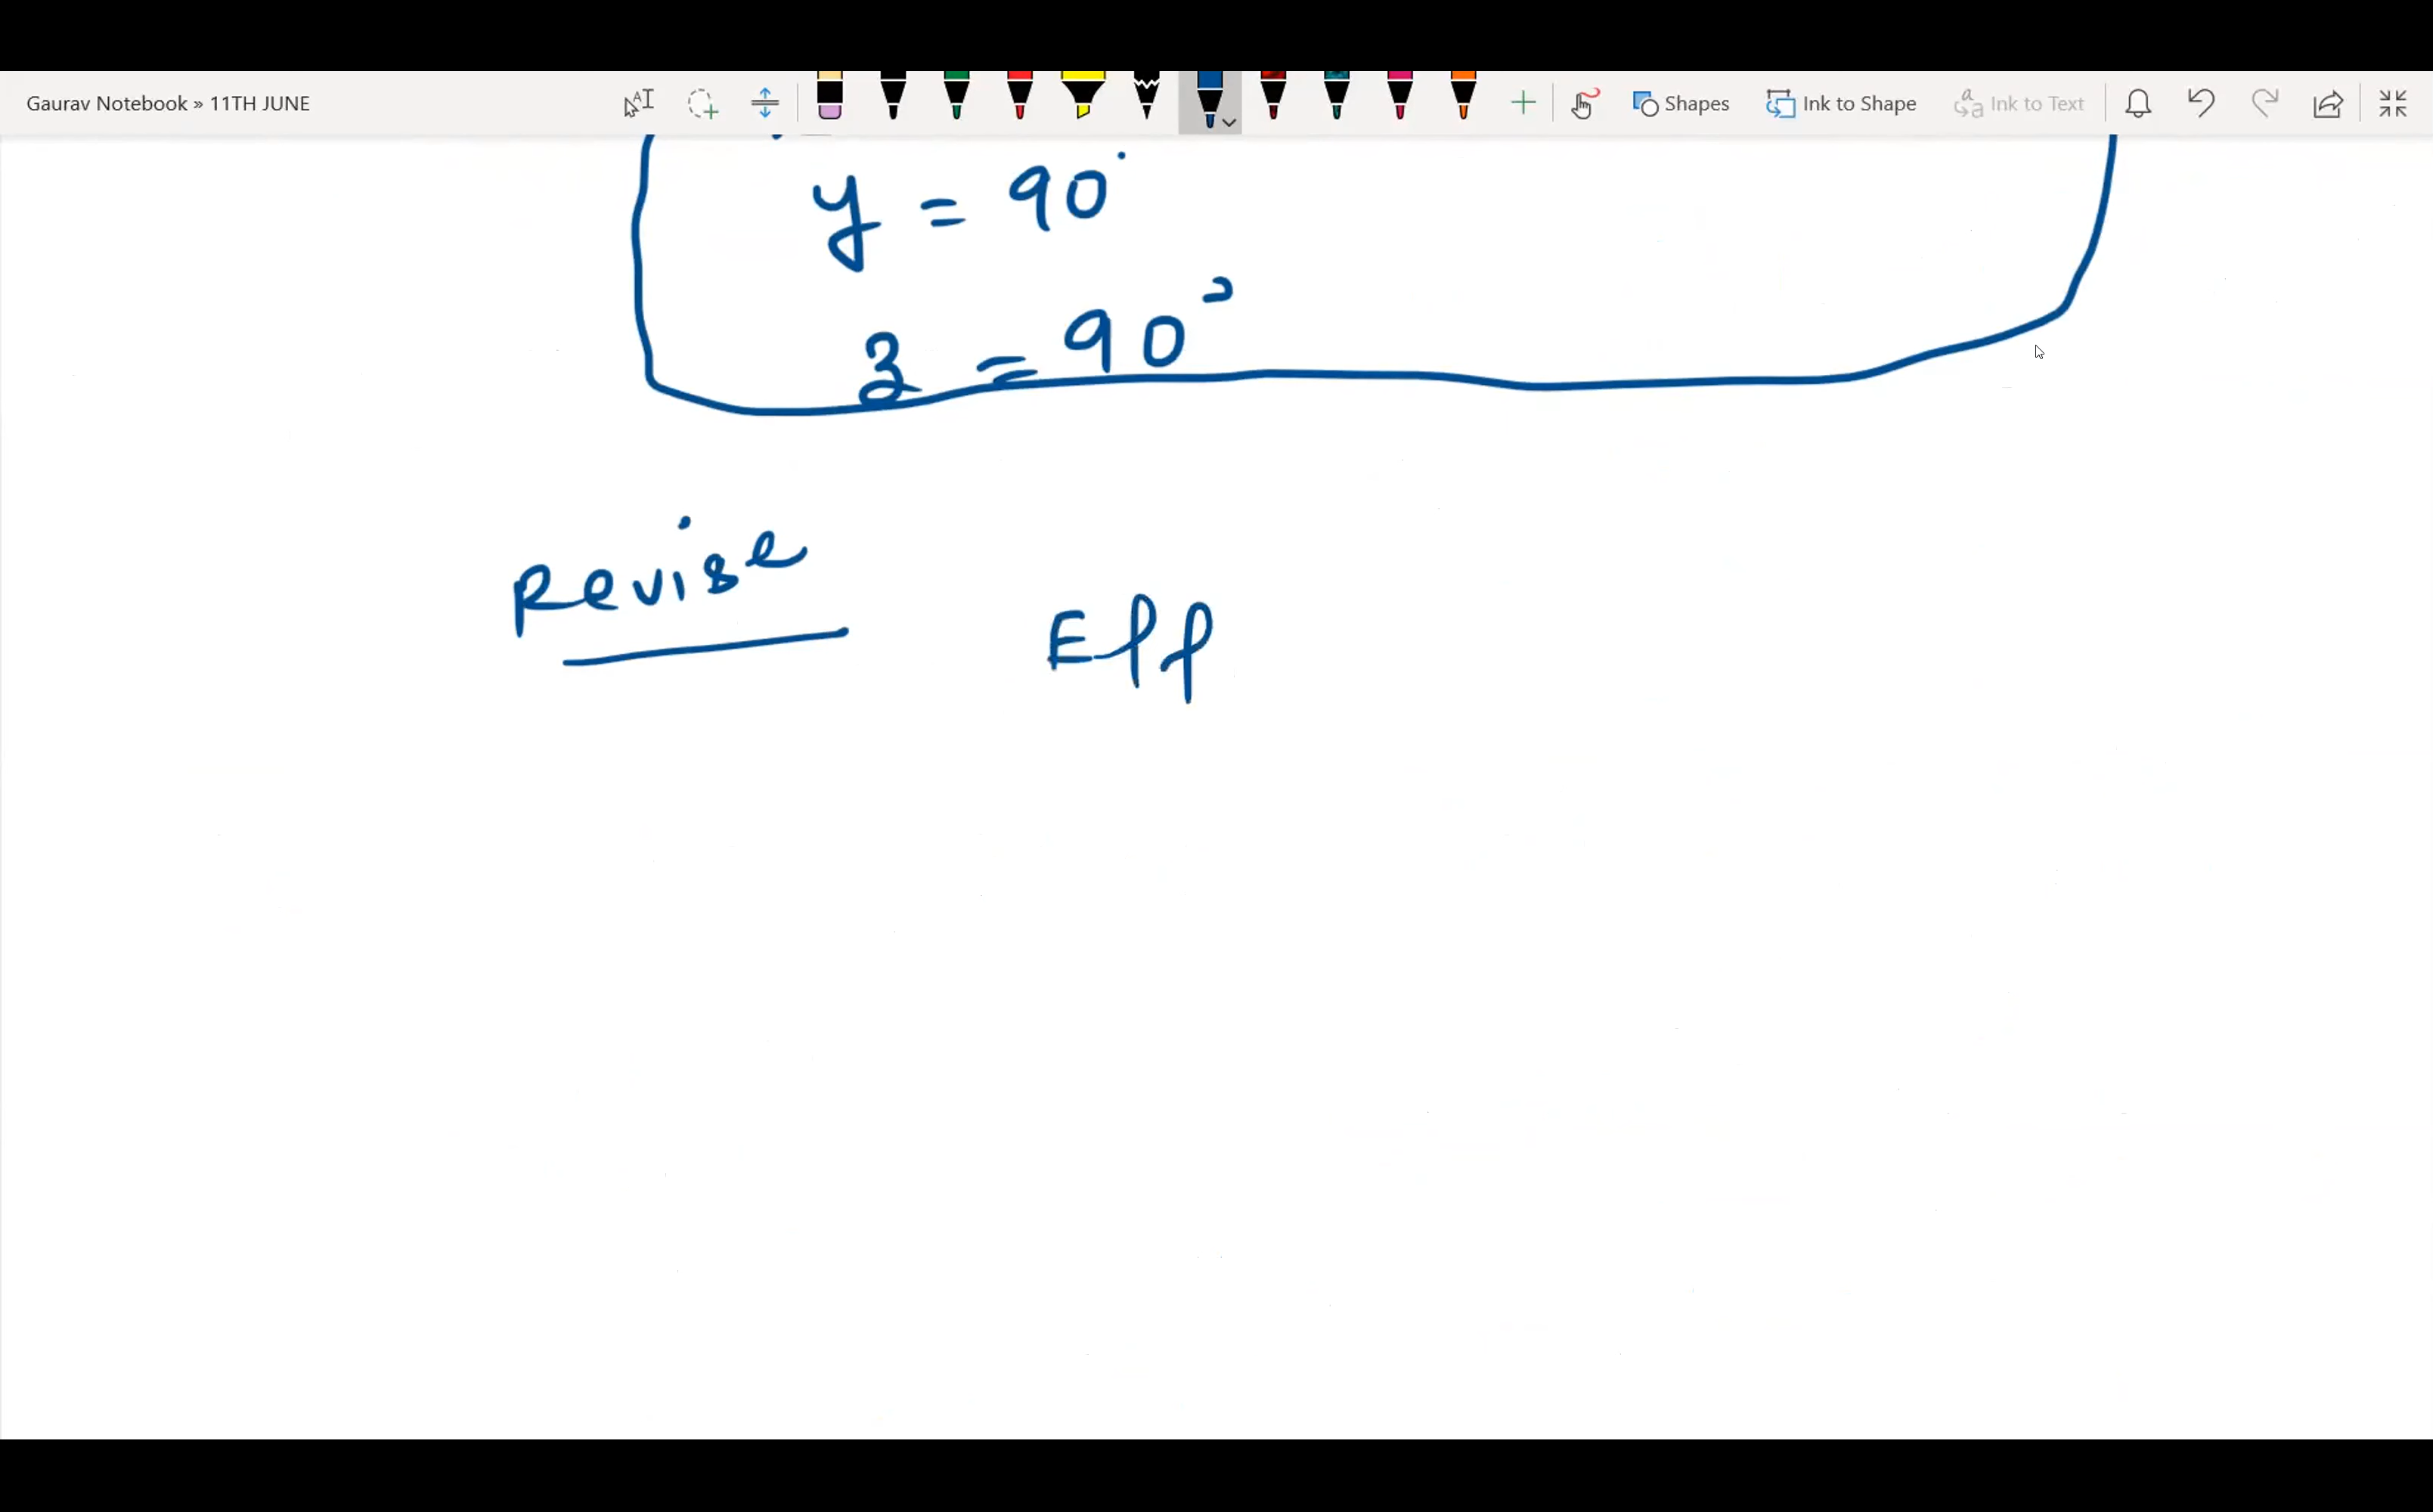 Gaurav Notebook » 11TH JUNE Shapes Ink to Shape Ink to Text
y = 90°
z = 90°
Revise
Eff